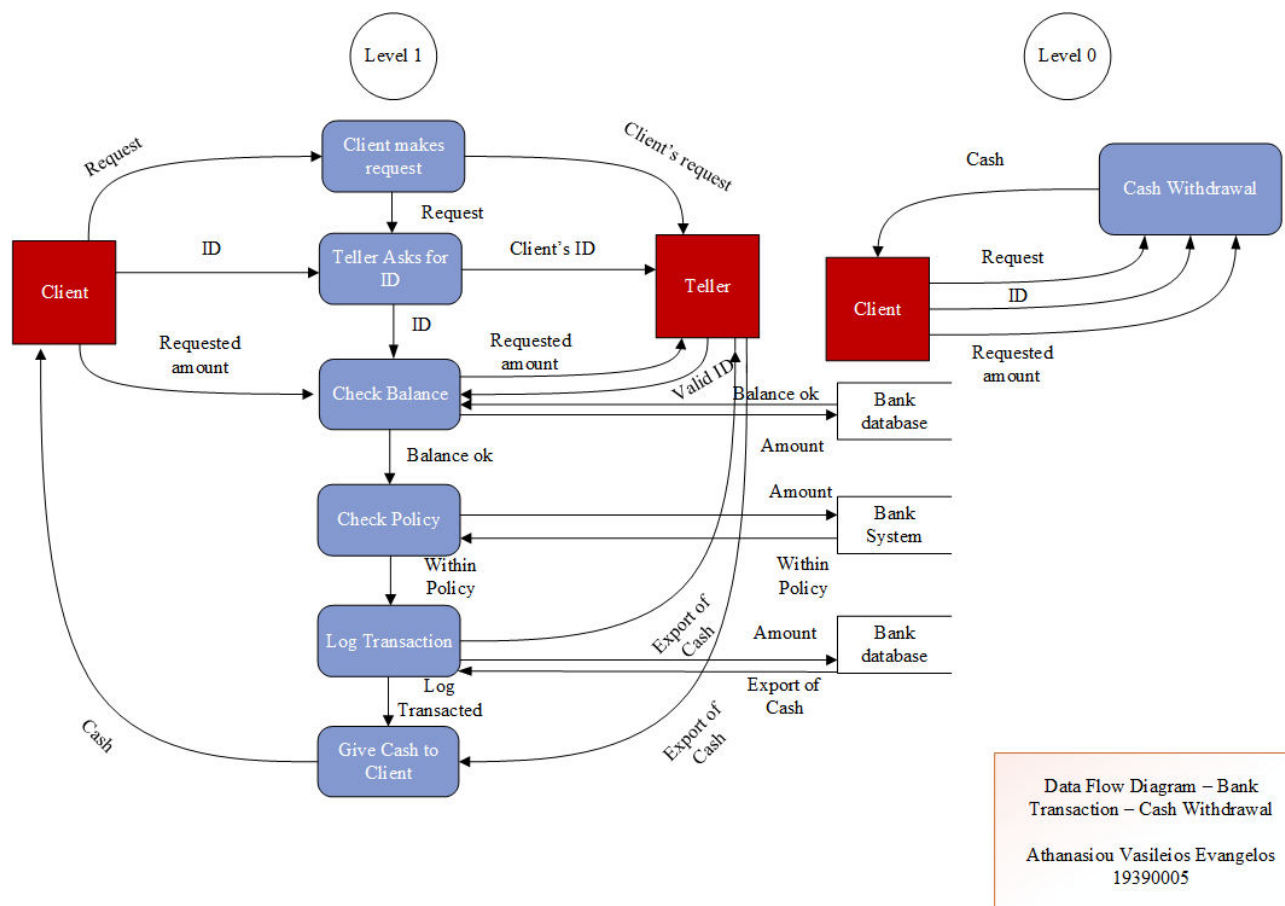 Level 1
Level 0
Request
Client makes
request
Client's request
Request
Cash
Cash Withdrawal
ID
Teller Asks for
ID
Client's ID
Client
Teller
Request
ID
Client
Requested
amount
ID
Requested
amount
Requested
amount
Check Balance
Valid ID
Balance ok
Bank
database
Amount
Balance ok
Check Policy
Amount
Bank
System
Within
Policy
Within
Policy
Log Transaction
Export of
Cash
Amount
Bank
database
Log
Transacted
Export of
Cash
Cash
Give Cash to
Client
Export of
Cash
Data Flow Diagram – Bank
Transaction – Cash Withdrawal
Athanasiou Vasileios Evangelos
19390005